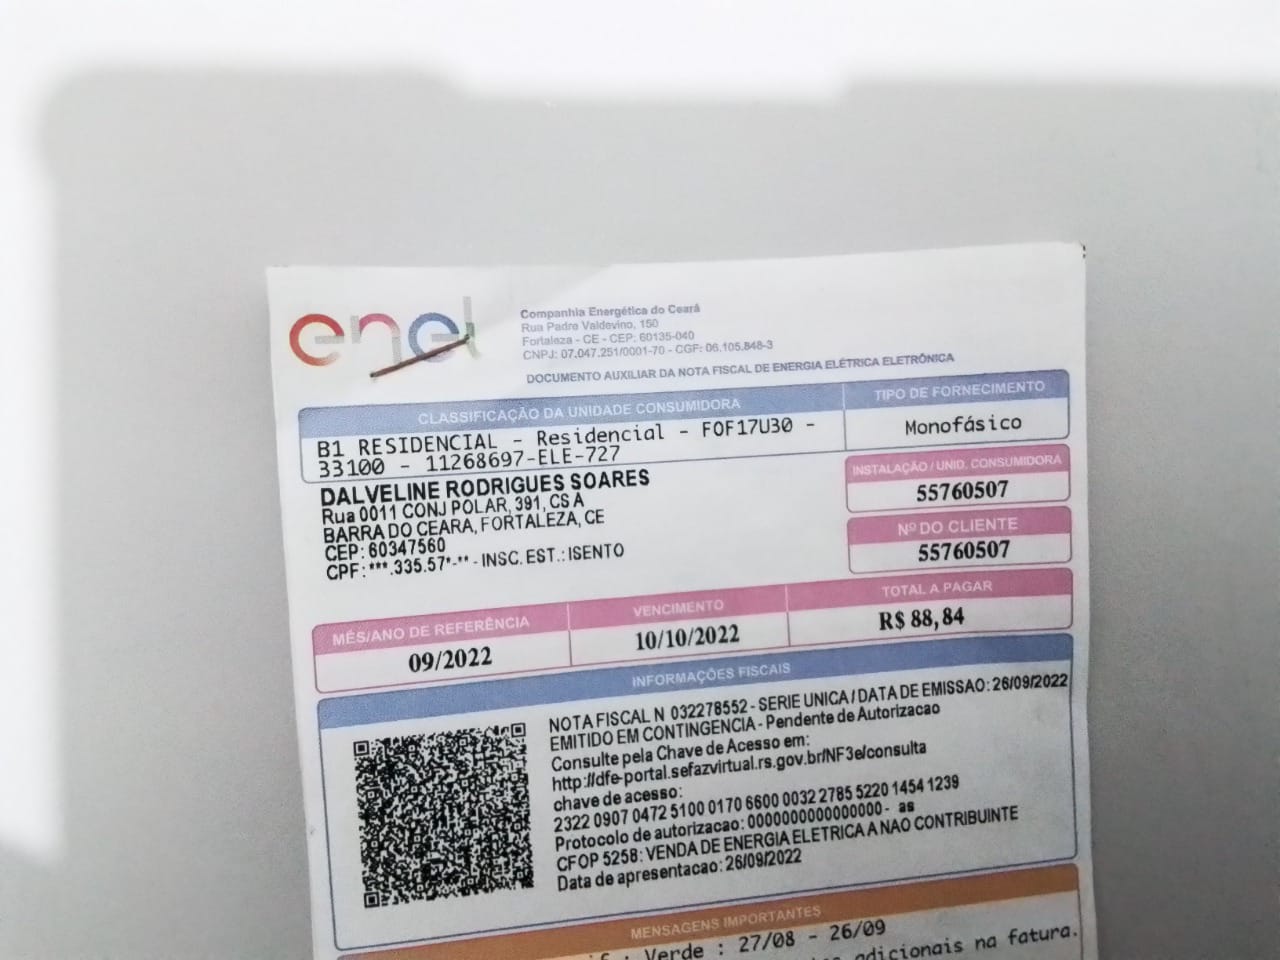 enel
Companhia Energética do Ceará
Rua Padre Valdevino, 150
Fortaleza - CE - CEP: 60135-040
CNPJ: 07.047.251/0001-70 - CGF: 06.105.848-3
DOCUMENTO AUXILIAR DA NOTA FISCAL DE ENERGIA ELÉTRICA ELETRÔNICA
CLASSIFICAÇÃO DA UNIDADE CONSUMIDORA
B1 RESIDENCIAL - Residencial - F0F17U30 -
33100 - 11268697-ELE-727
TIPO DE FORNECIMENTO
Monofásico
DALVELINE RODRIGUES SOARES
Rua 0011 CONJ POLAR, 391, CS A
BARRA DO CEARA, FORTALEZA, CE
CEP: 60347560
CPF: ***.335.57*-** - INSC. EST.: ISENTO
INSTALAÇÃO / UNID. CONSUMIDORA
55760507
Nº DO CLIENTE
55760507
MÊS/ANO DE REFERÊNCIA
09/2022
VENCIMENTO
10/10/2022
TOTAL A PAGAR
R$ 88,84
INFORMAÇÕES FISCAIS
NOTA FISCAL N 032278552 - SERIE UNICA / DATA DE EMISSAO: 26/09/2022
EMITIDO EM CONTINGENCIA - Pendente de Autorizacao
Consulte pela Chave de Acesso em:
http://dfe-portal.sefazvirtual.rs.gov.br/NF3e/consulta
chave de acesso:
2322 0907 0472 5100 0170 6600 0032 2785 5220 1454 1239
Protocolo de autorizacao: 0000000000000000 - as
CFOP 5258: VENDA DE ENERGIA ELETRICA A NAO CONTRIBUINTE
Data de apresentacao: 26/09/2022
MENSAGENS IMPORTANTES
Verde : 27/08 - 26/09
adicionais na fatura.